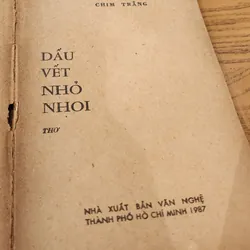 CHIM TRẮNG
DẤU
VẾT
NHỎ
NHOI
THƠ
NHÀ XUẤT BẢN VĂN NGHỆ
THÀNH PHỐ HỒ CHÍ MINH 1987